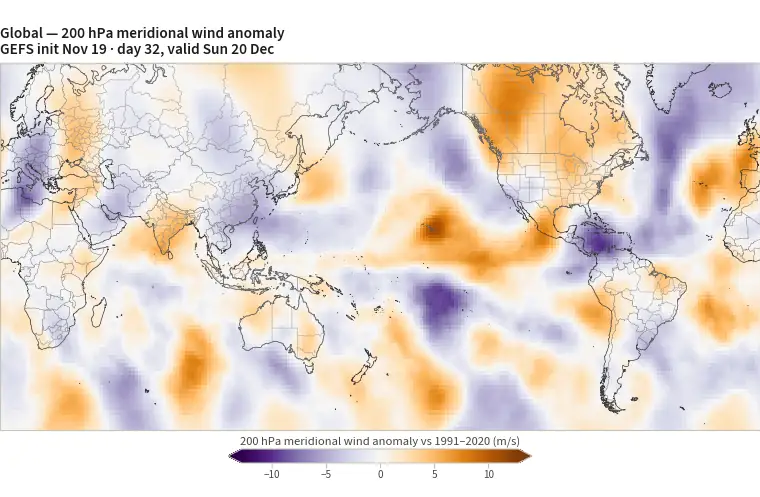 Global — 200 hPa meridional wind anomaly
GEFS init Nov 19 · day 32, valid Sun 20 Dec
200 hPa meridional wind anomaly vs 1991–2020 (m/s)
−10 −5 0 5 10